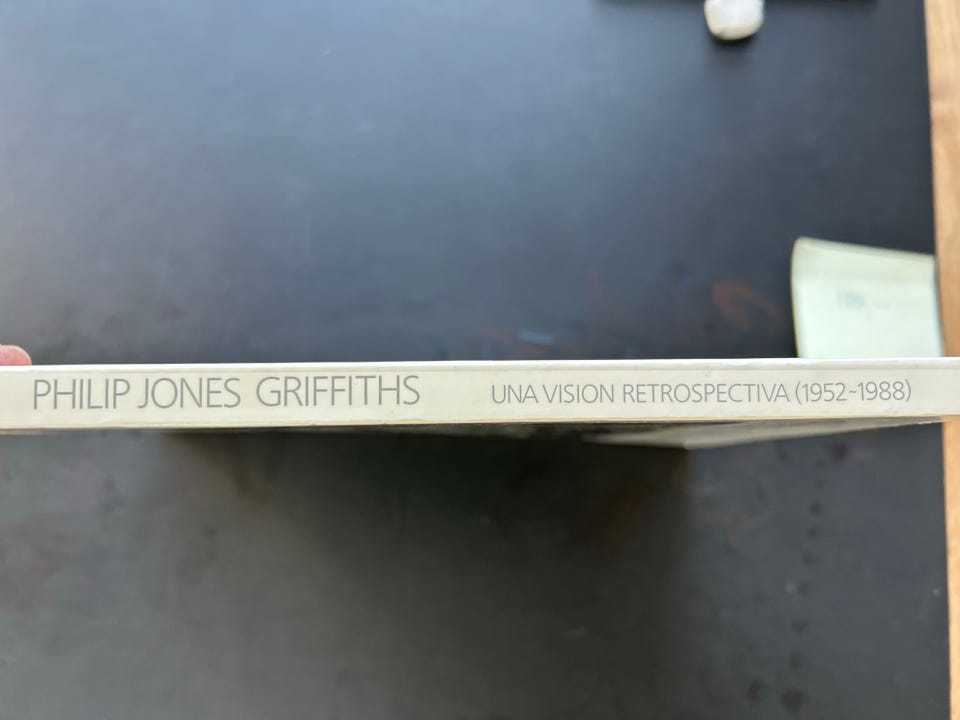 PHILIP JONES GRIFFITHS UNA VISION RETROSPECTIVA (1952-1988)